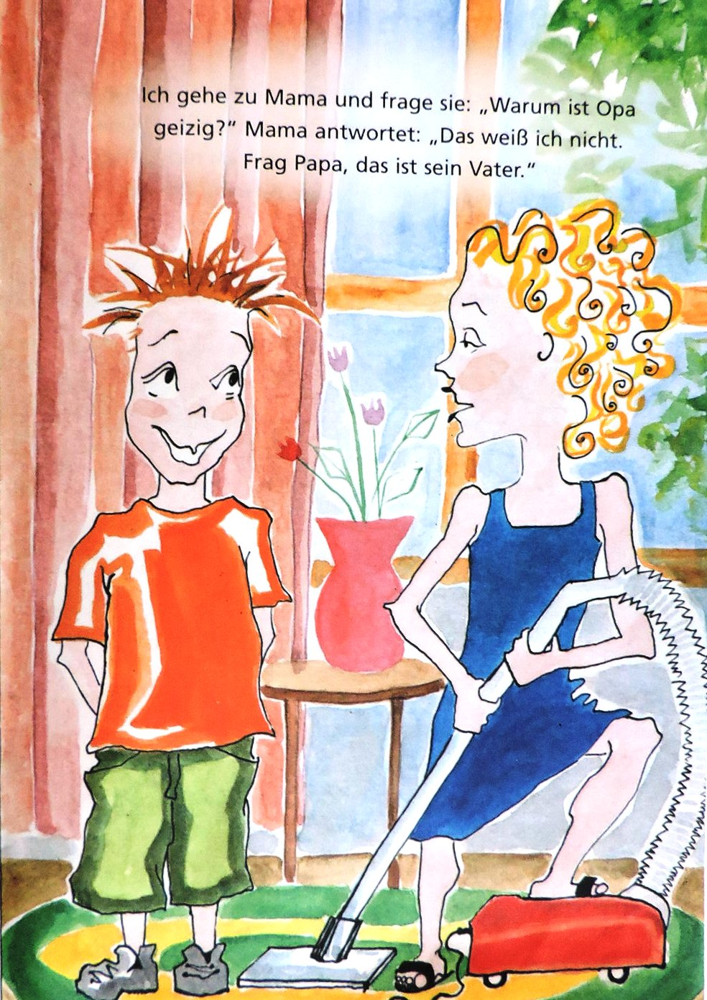 Ich gehe zu Mama und frage sie: „Warum ist Opa
geizig?“ Mama antwortet: „Das weiß ich nicht.
Frag Papa, das ist sein Vater.“